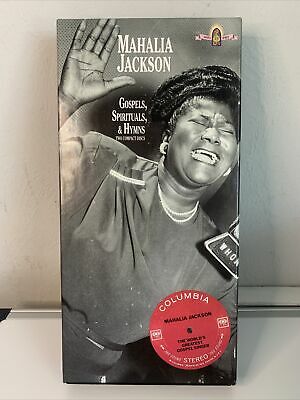 MAHALIA
JACKSON
GOSPELS,
SPIRITUALS,
& HYMNS
TWO COMPACT DISCS
COLUMBIA
MAHALIA JACKSON
THE WORLD'S
GREATEST
GOSPEL SINGER
STEREO